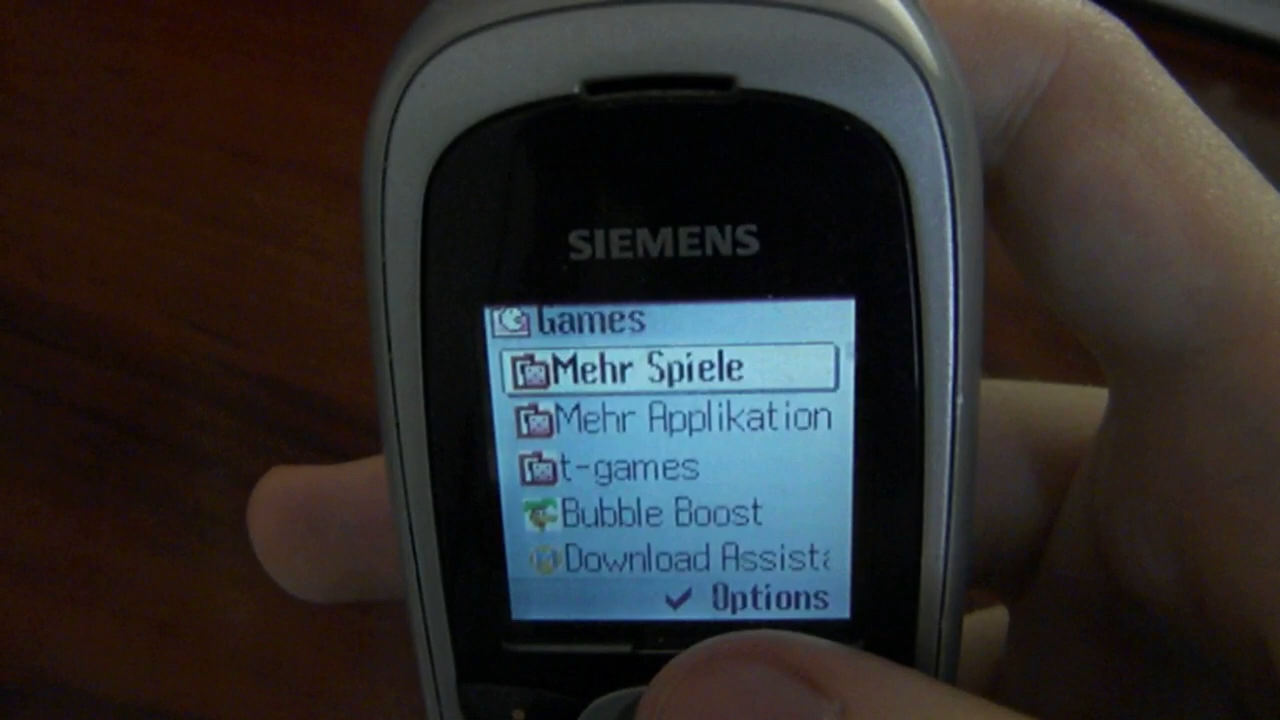 SIEMENS
Games
Mehr Spiele
Mehr Applikation
t-games
Bubble Boost
Download Assist
Options